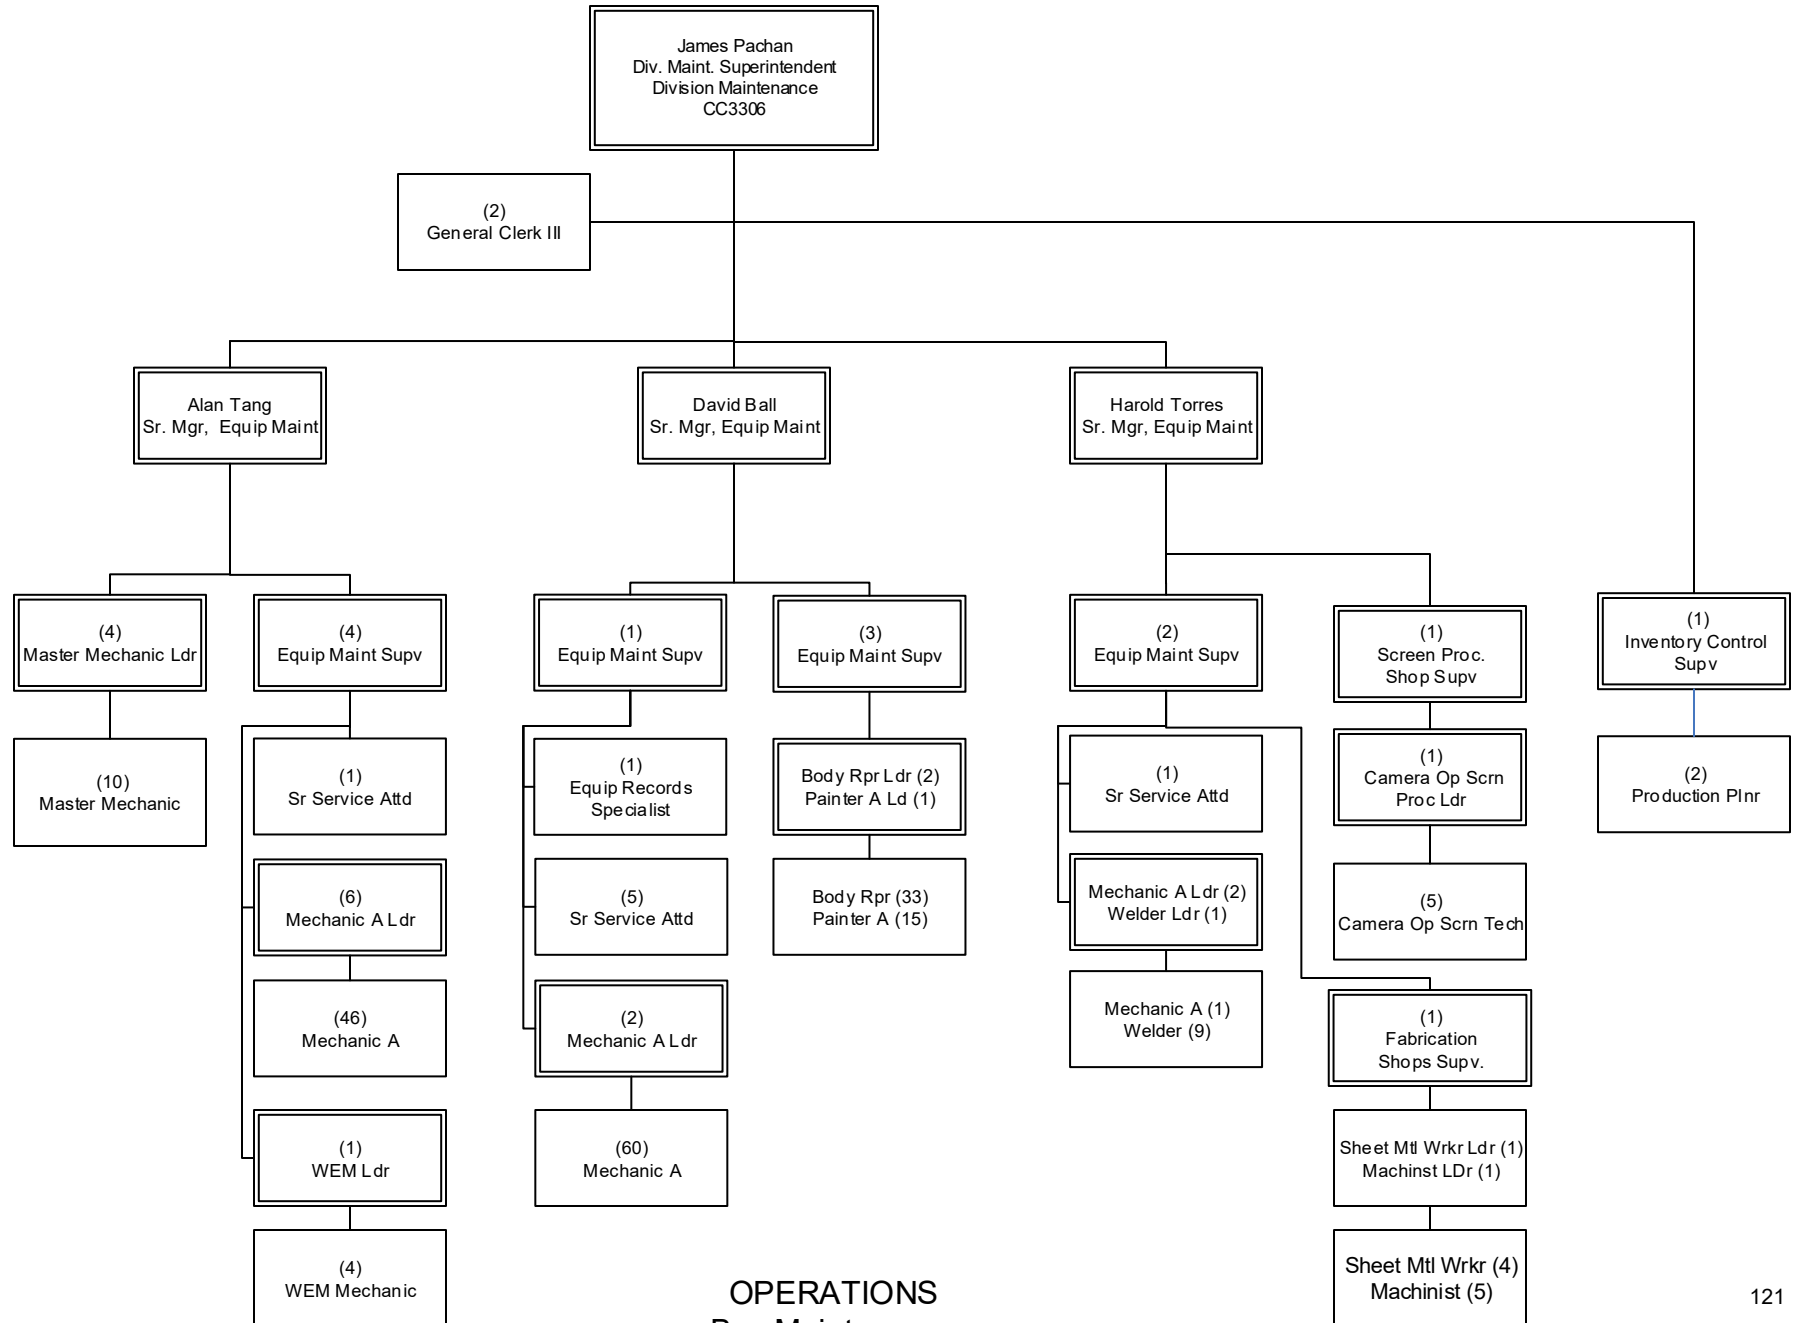 James Pachan
Div. Maint. Superintendent
Division Maintenance
CC3306
(2)
General Clerk III
Alan Tang
Sr. Mgr, Equip Maint
David Ball
Sr. Mgr, Equip Maint
Harold Torres
Sr. Mgr, Equip Maint
(4)
Master Mechanic Ldr
(10)
Master Mechanic
(4)
Equip Maint Supv
(1)
Sr Service Attd
(6)
Mechanic A Ldr
(46)
Mechanic A
(1)
WEM Ldr
(4)
WEM Mechanic
(1)
Equip Maint Supv
(1)
Equip Records
Specialist
(5)
Sr Service Attd
(2)
Mechanic A Ldr
(60)
Mechanic A
(3)
Equip Maint Supv
Body Rpr Ldr (2)
Painter A Ld (1)
Body Rpr (33)
Painter A (15)
(2)
Equip Maint Supv
(1)
Sr Service Attd
Mechanic A Ldr (2)
Welder Ldr (1)
Mechanic A (1)
Welder (9)
(1)
Screen Proc.
Shop Supv
(1)
Camera Op Scrn
Proc Ldr
(5)
Camera Op Scrn Tech
(1)
Fabrication
Shops Supv.
Sheet Mtl Wrkr Ldr (1)
Machinst LDr (1)
Sheet Mtl Wrkr (4)
Machinist (5)
(1)
Inventory Control
Supv
(2)
Production Plnr
OPERATIONS
121